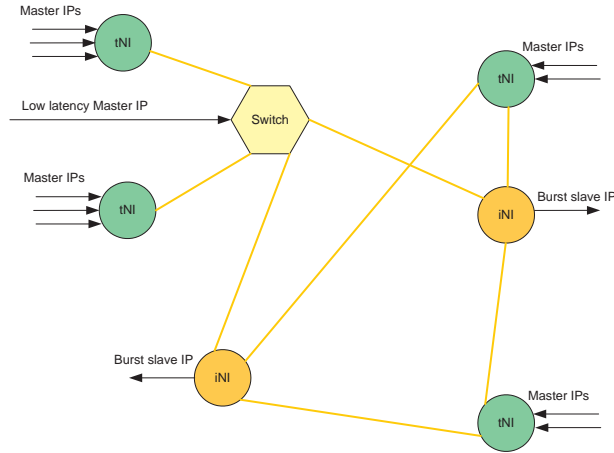 Master IPs
tNI
Master IPs
tNI
Low latency Master IP
Switch
Master IPs
tNI
iNI
Burst slave IP
Burst slave IP
iNI
Master IPs
tNI